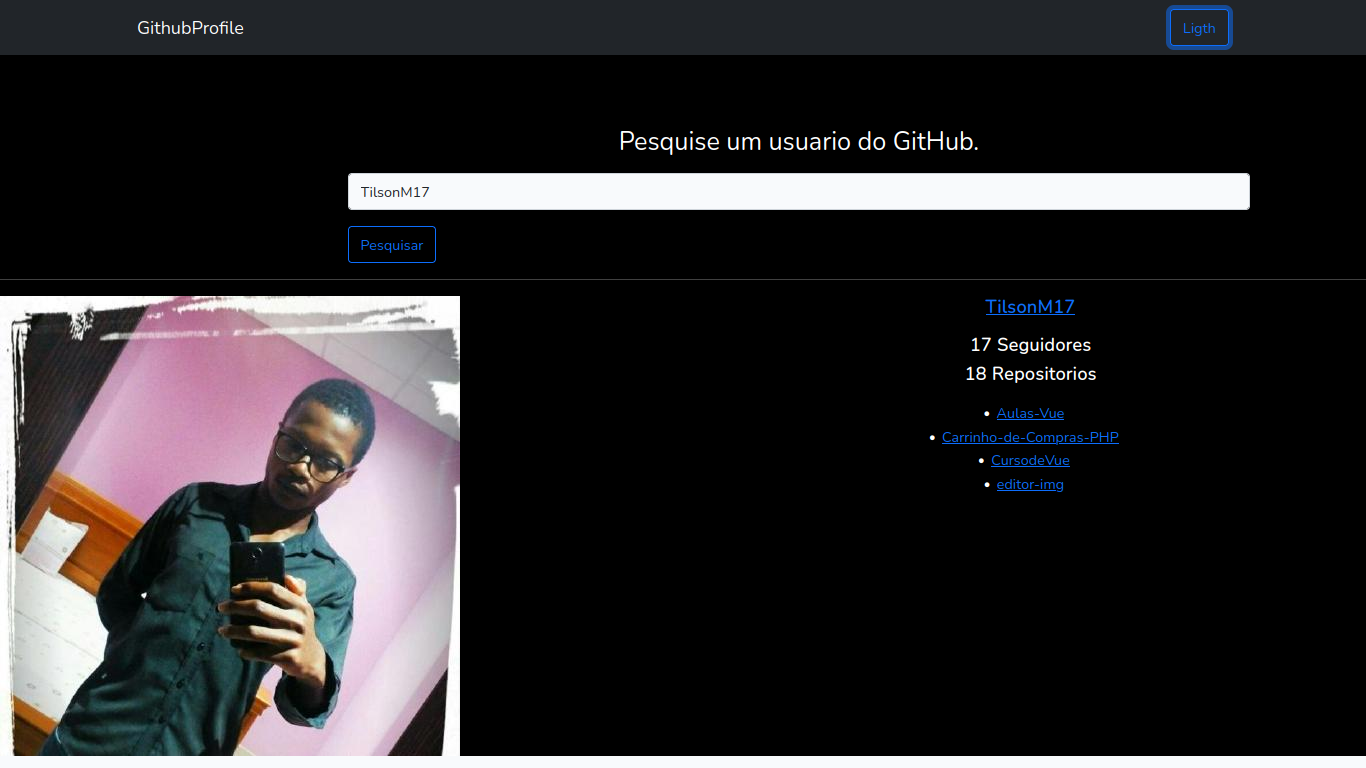 GithubProfile
Ligth
Pesquise um usuario do GitHub.
TilsonM17
Pesquisar
TilsonM17
17 Seguidores
18 Repositorios
Aulas-Vue
Carrinho-de-Compras-PHP
CursodeVue
editor-img